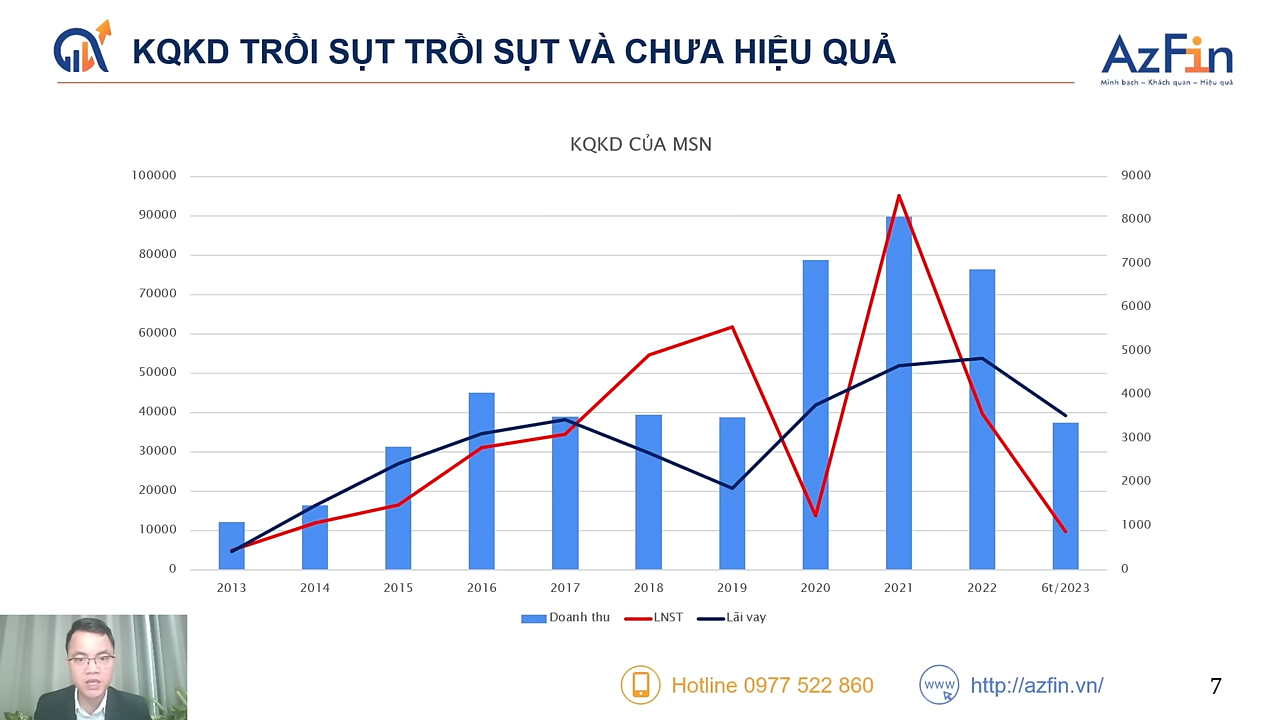 KQKD TRỒI SỤT TRỒI SỤT VÀ CHƯA HIỆU QUẢ
AzFin
Minh bạch – Khách quan – Hiệu quả
KQKD CỦA MSN
100000
90000
80000
70000
60000
50000
40000
30000
20000
10000
0
9000
8000
7000
6000
5000
4000
3000
2000
1000
0
2013 2014 2015 2016 2017 2018 2019 2020 2021 2022 6t/2023
Doanh thu LNST Lãi vay
Hotline 0977 522 860
www
http://azfin.vn/
7